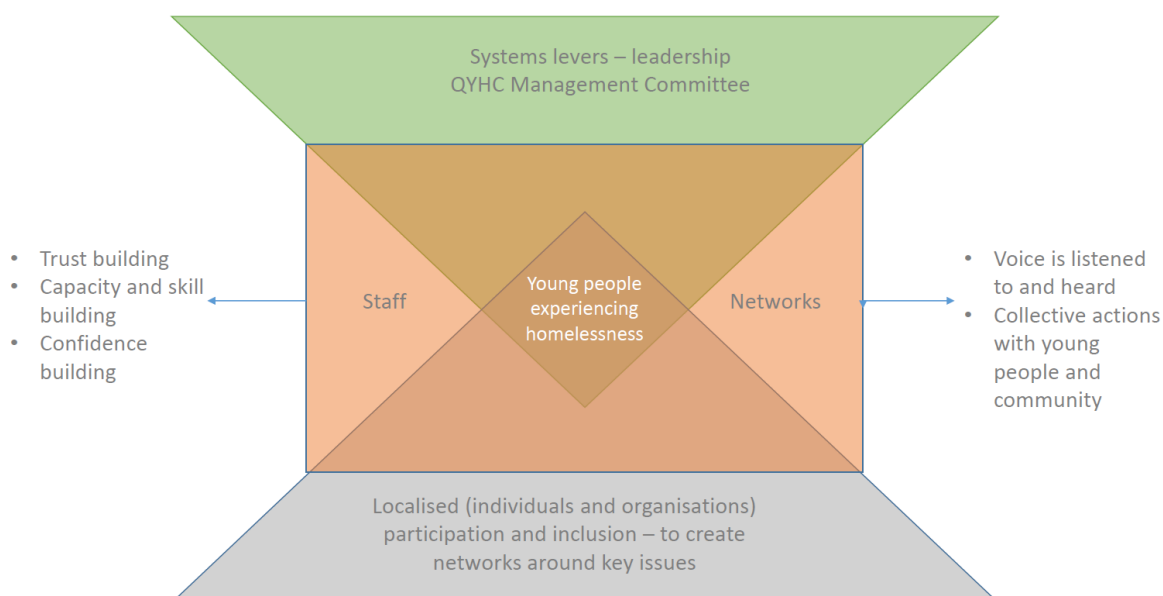 Systems levers – leadership
QYHC Management Committee
• Trust building
• Capacity and skill
building
• Confidence
building
Staff
Young people
experiencing
homelessness
Networks
• Voice is listened
to and heard
• Collective actions
with young
people and
community
Localised (individuals and organisations)
participation and inclusion – to create
networks around key issues